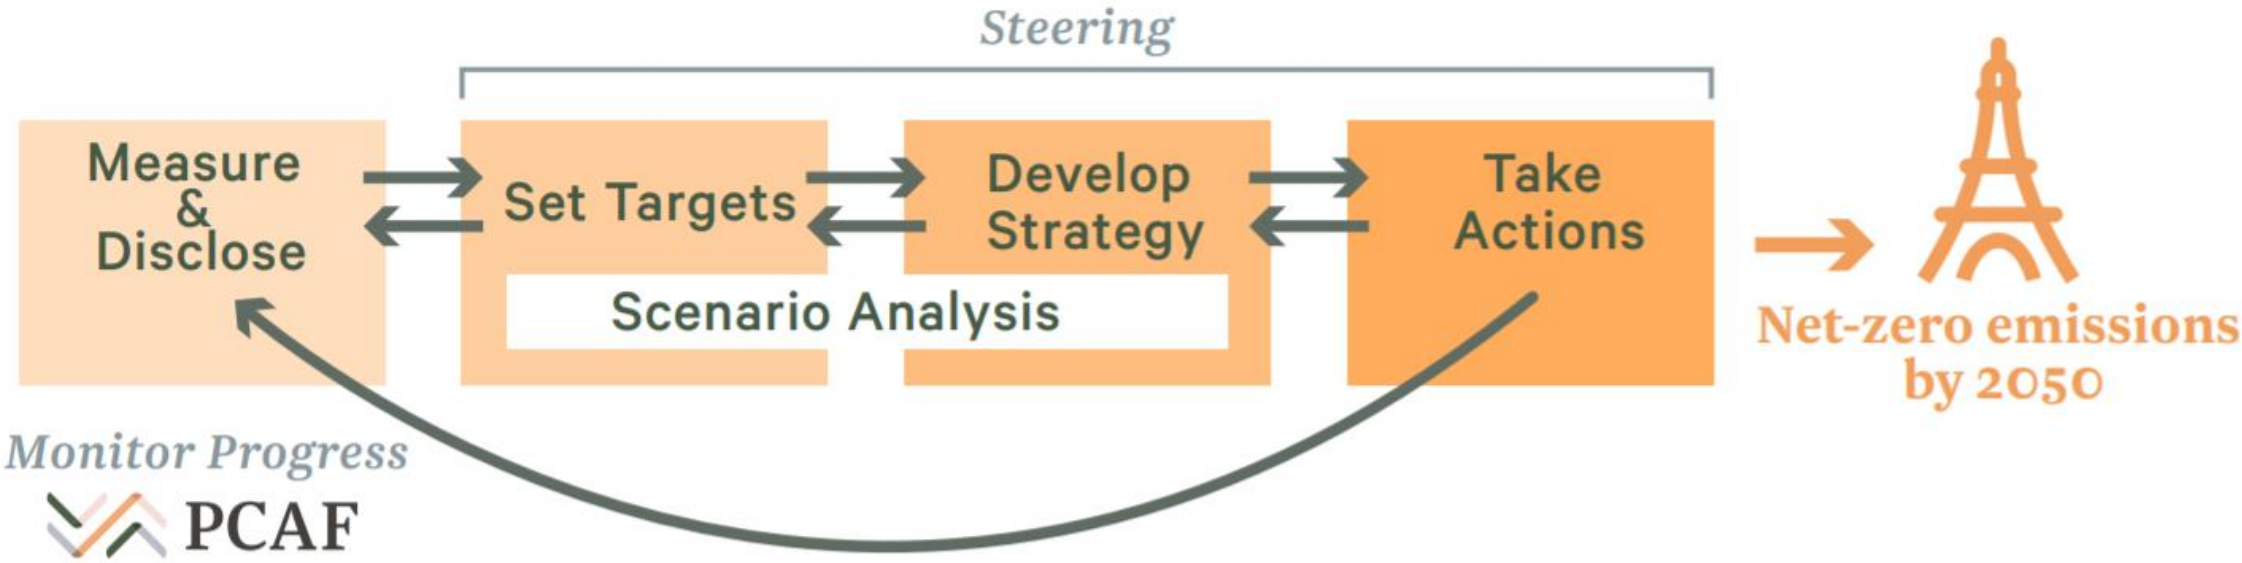 Steering
Measure
&
Disclose
Set Targets
Develop
Strategy
Take
Actions
Scenario Analysis
Net-zero emissions
by 2050
Monitor Progress
PCAF